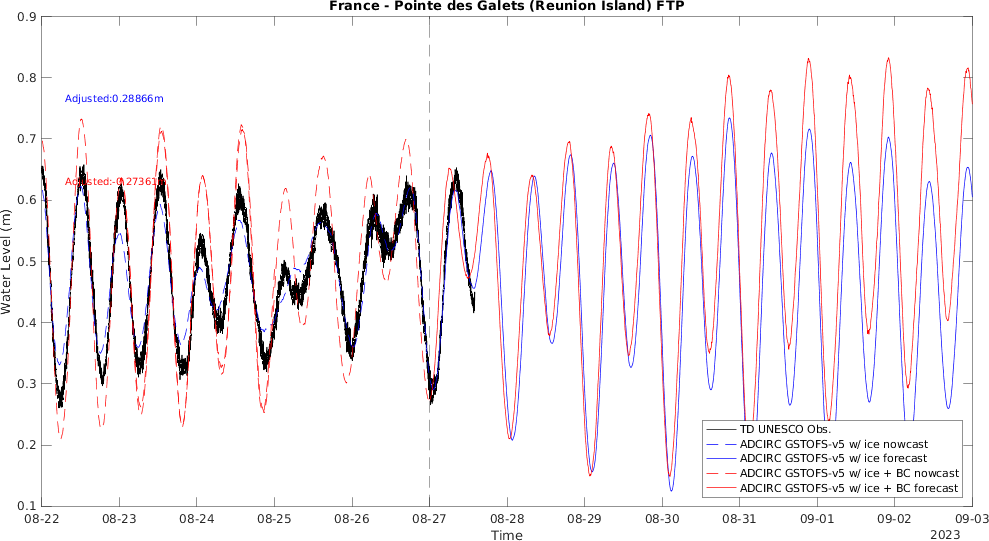 France - Pointe des Galets (Reunion Island) FTP
0.9
0.8
0.7
0.6
0.5
0.4
0.3
0.2
0.1
Water Level (m)
Adjusted:0.28866m
Adjusted:-0.27361m
TD UNESCO Obs.
ADCIRC GSTOFS-v5 w/ ice nowcast
ADCIRC GSTOFS-v5 w/ ice forecast
ADCIRC GSTOFS-v5 w/ ice + BC nowcast
ADCIRC GSTOFS-v5 w/ ice + BC forecast
08-22 08-23 08-24 08-25 08-26 08-27 08-28 08-29 08-30 08-31 09-01 09-02 09-03
Time
2023